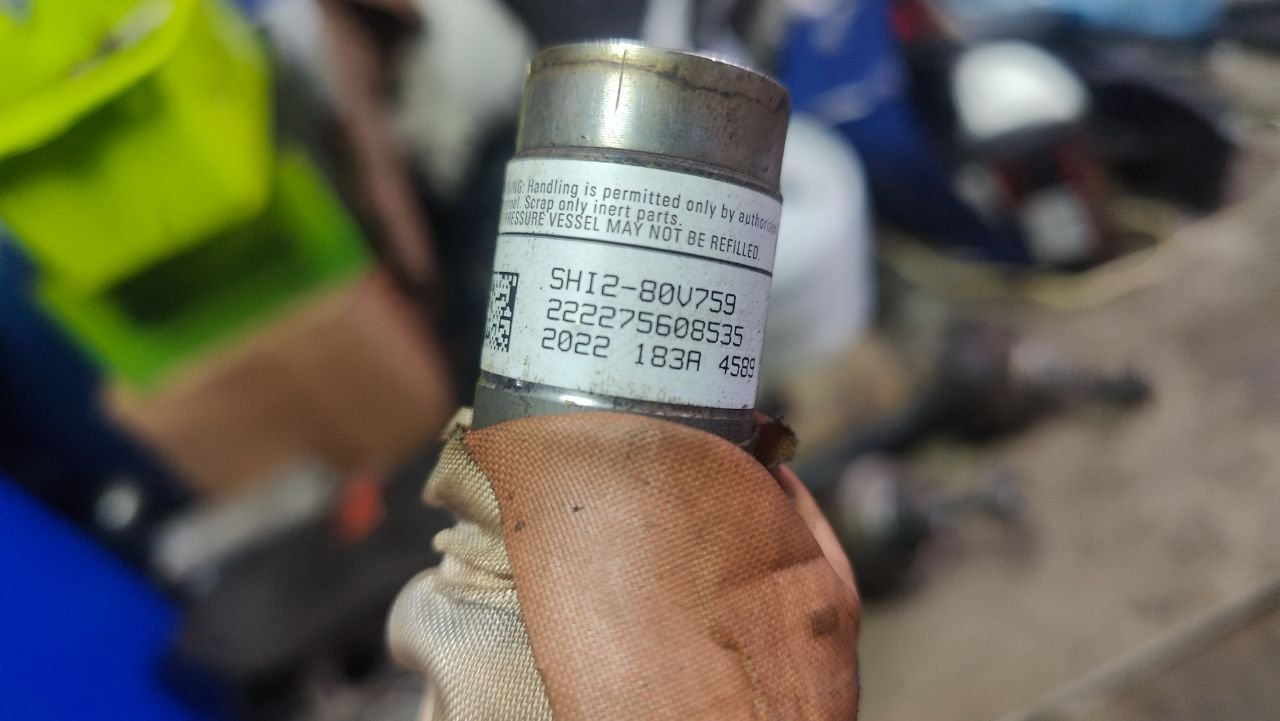 Handling is permitted only by
Scrap only inert parts.
PRESSURE VESSEL MAY NOT BE REFILLED.
SHI2-80V759
222275608535
2022 183A 4589